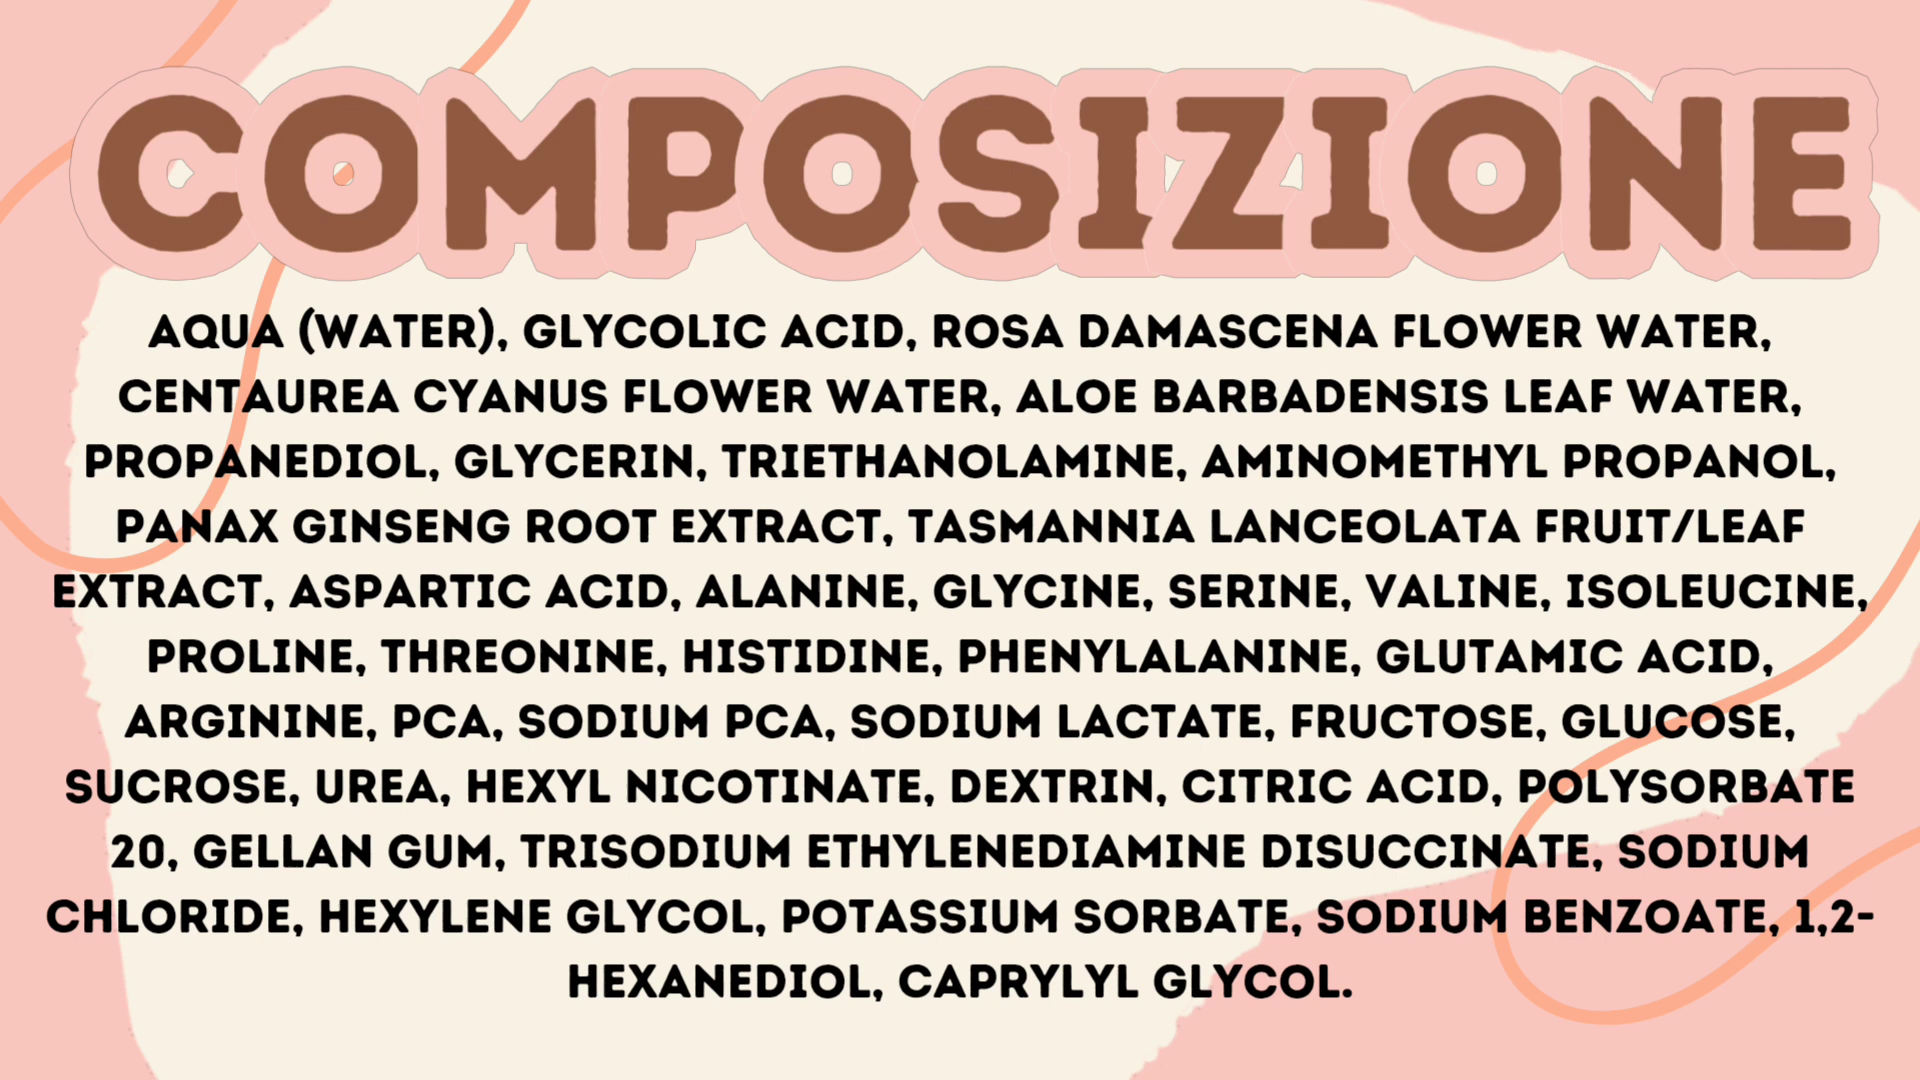 COMPOSIZIONE
AQUA (WATER), GLYCOLIC ACID, ROSA DAMASCENA FLOWER WATER,
CENTAUREA CYANUS FLOWER WATER, ALOE BARBADENSIS LEAF WATER,
PROPANEDIOL, GLYCERIN, TRIETHANOLAMINE, AMINOMETHYL PROPANOL,
PANAX GINSENG ROOT EXTRACT, TASMANNIA LANCEOLATA FRUIT/LEAF
EXTRACT, ASPARTIC ACID, ALANINE, GLYCINE, SERINE, VALINE, ISOLEUCINE,
PROLINE, THREONINE, HISTIDINE, PHENYLALANINE, GLUTAMIC ACID,
ARGININE, PCA, SODIUM PCA, SODIUM LACTATE, FRUCTOSE, GLUCOSE,
SUCROSE, UREA, HEXYL NICOTINATE, DEXTRIN, CITRIC ACID, POLYSORBATE
20, GELLAN GUM, TRISODIUM ETHYLENEDIAMINE DISUCCINATE, SODIUM
CHLORIDE, HEXYLENE GLYCOL, POTASSIUM SORBATE, SODIUM BENZOATE, 1,2-
HEXANEDIOL, CAPRYLYL GLYCOL.